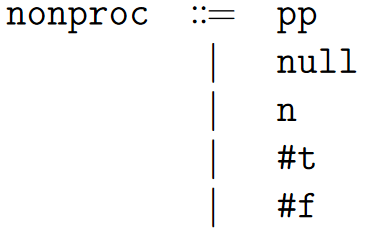 nonproc ::= pp
| null
| n
| #t
| #f